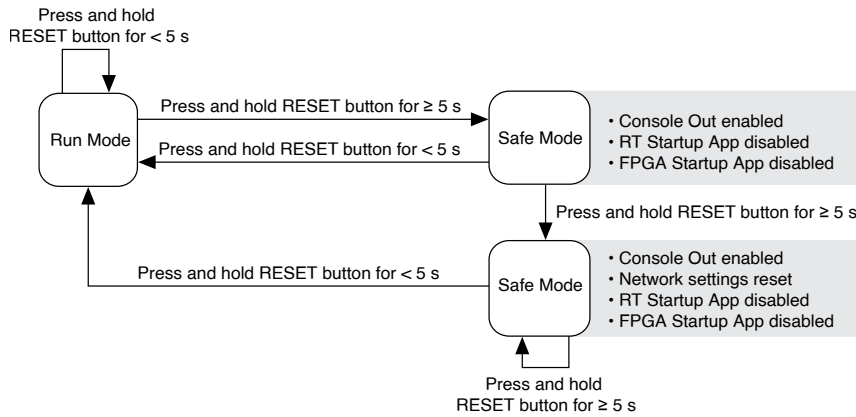 Press and hold
RESET button for < 5 s
Run Mode
Press and hold RESET button for ≥ 5 s
Press and hold RESET button for < 5 s
Safe Mode
• Console Out enabled
• RT Startup App disabled
• FPGA Startup App disabled
Press and hold RESET button for ≥ 5 s
Press and hold RESET button for < 5 s
Safe Mode
• Console Out enabled
• Network settings reset
• RT Startup App disabled
• FPGA Startup App disabled
Press and hold
RESET button for ≥ 5 s